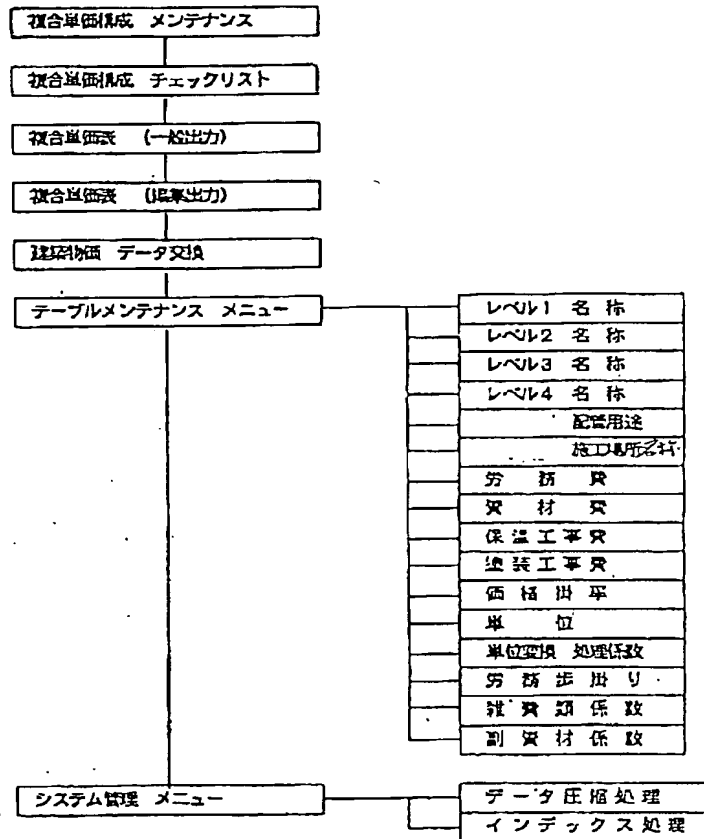 複合単価構成 メンテナンス
複合単価構成 チェックリスト
複合単価表 (一般出力)
複合単価表 (編集出力)
建築物価 データ交換
テーブルメンテナンス メニュー
レベル1 名称
レベル2 名称
レベル3 名称
レベル4 名称
配管用途
施工場所名称
労務費
資材費
保温工事費
塗装工事費
価格掛率
単位
単位変換 処理係数
労務歩掛り
雑費類係数
副資材係数
システム管理 メニュー
データ圧縮処理
インデックス処理